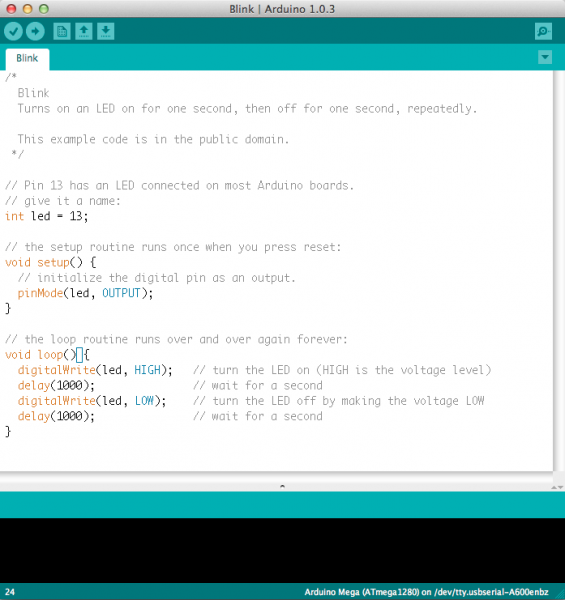 Blink | Arduino 1.0.3
Blink
/*
  Blink
  Turns on an LED on for one second, then off for one second, repeatedly.

  This example code is in the public domain.
 */

// Pin 13 has an LED connected on most Arduino boards.
// give it a name:
int led = 13;

// the setup routine runs once when you press reset:
void setup() {
  // initialize the digital pin as an output.
  pinMode(led, OUTPUT);
}

// the loop routine runs over and over again forever:
void loop() {
  digitalWrite(led, HIGH);   // turn the LED on (HIGH is the voltage level)
  delay(1000);               // wait for a second
  digitalWrite(led, LOW);    // turn the LED off by making the voltage LOW
  delay(1000);               // wait for a second
}
24
Arduino Mega (ATmega1280) on /dev/tty.usbserial-A600enbz